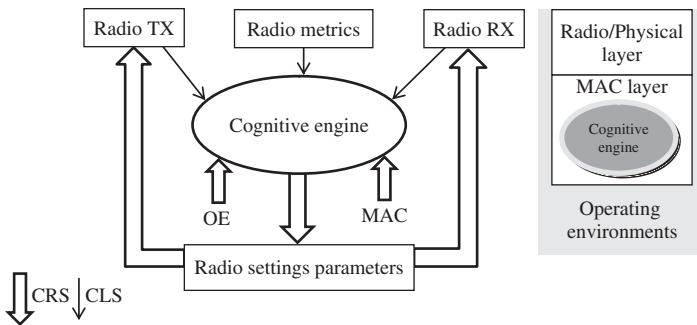 Radio TX
Radio metrics
Radio RX
Cognitive engine
OE
MAC
Radio settings parameters
CRS
CLS
Radio/Physical
layer
MAC layer
Cognitive
engine
Operating
environments